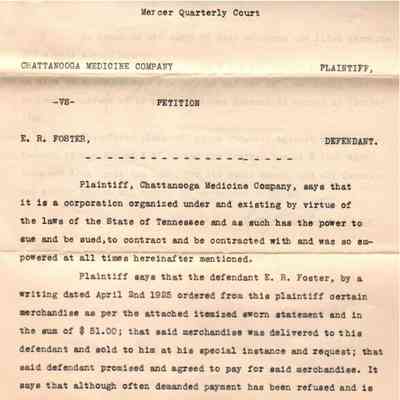 Mercer Quarterly Court
CHATTANOOGA MEDICINE COMPANY PLAINTIFF,
-VS- PETITION
E. R. FOSTER, DEFENDANT.
- - - - - - - - - - - - - - - - - - - -
Plaintiff, Chattanooga Medicine Company, says that
it is a corporation organized under and existing by virtue of
the laws of the State of Tennessee and as such has the power to
sue and be sued,to contract and be contracted with and was so em-
powered at all times hereinafter mentioned.
Plaintiff says that the defendant E. R. Foster, by a
writing dated April 2nd 1925 ordered from this plaintiff certain
merchandise as per the attached itemized sworn statement and in
the sum of $ 51.00; that said merchandise was delivered to this
defendant and sold to him at his special instance and request; that
said defendant promised and agreed to pay for said merchandise. It
says that although often demanded payment has been refused and is